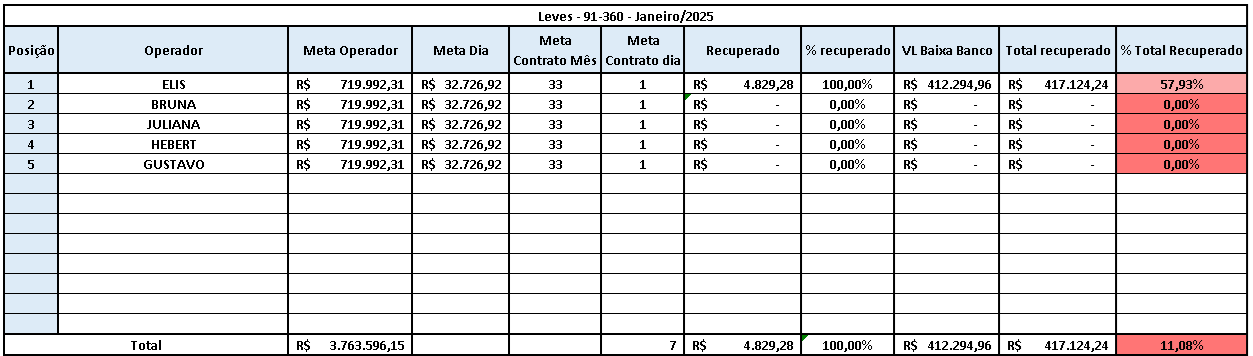 Leves - 91-360 - Janeiro/2025
Posição Operador Meta Operador Meta Dia Meta Contrato Mês Meta Contrato dia Recuperado % recuperado VL Baixa Banco Total recuperado % Total Recuperado
1 ELIS R$ 719.992,31 R$ 32.726,92 33 1 R$ 4.829,28 100,00% R$ 412.294,96 R$ 417.124,24 57,93%
2 BRUNA R$ 719.992,31 R$ 32.726,92 33 1 R$ - 0,00% R$ - R$ - 0,00%
3 JULIANA R$ 719.992,31 R$ 32.726,92 33 1 R$ - 0,00% R$ - R$ - 0,00%
4 HEBERT R$ 719.992,31 R$ 32.726,92 33 1 R$ - 0,00% R$ - R$ - 0,00%
5 GUSTAVO R$ 719.992,31 R$ 32.726,92 33 1 R$ - 0,00% R$ - R$ - 0,00%
Total R$ 3.763.596,15 7 R$ 4.829,28 100,00% R$ 412.294,96 R$ 417.124,24 11,08%